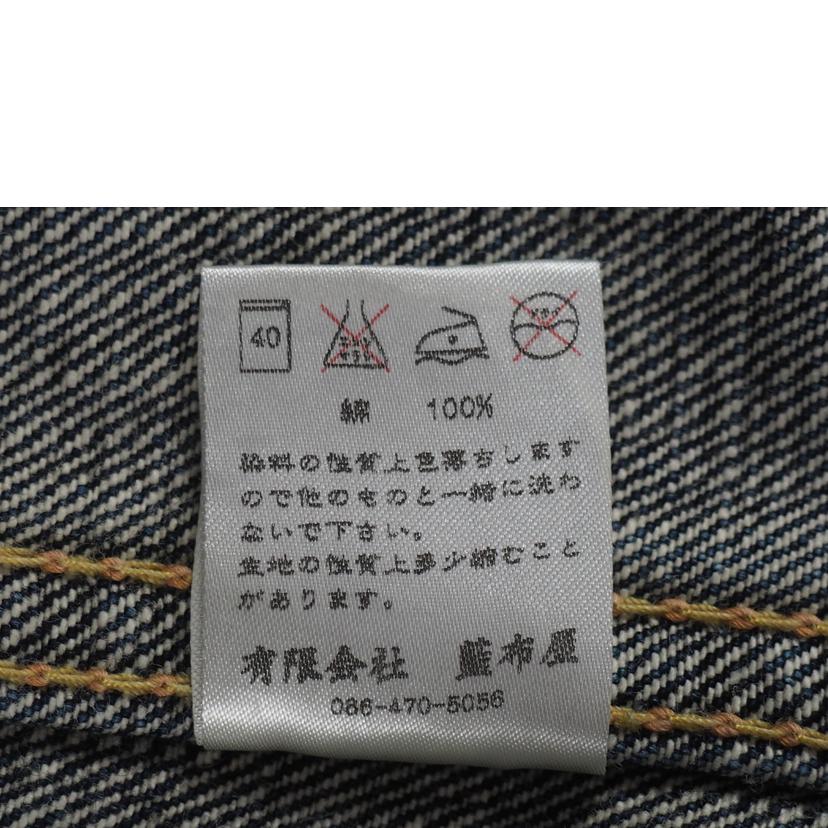 40
綿 100%
染料の性質上色落ちします
ので他のものと一緒に洗わ
ないで下さい。
生地の性質上多少縮むこと
があります。
有限会社 藍布屋
086-470-5056